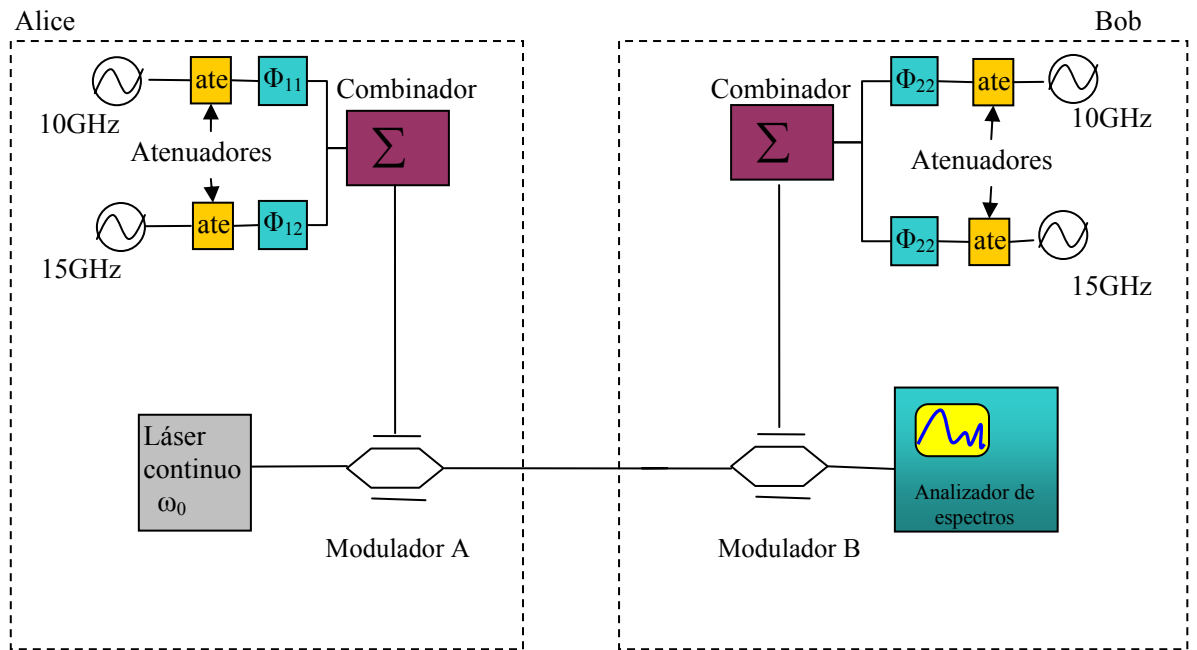 Alice
Bob
ate
Φ11
Combinador
Σ
10GHz
Atenuadores
ate
Φ12
15GHz
Combinador
Σ
Φ22
ate
10GHz
Atenuadores
Φ22
ate
15GHz
Láser
continuo
ω0
Modulador A
Modulador B
Analizador de
espectros